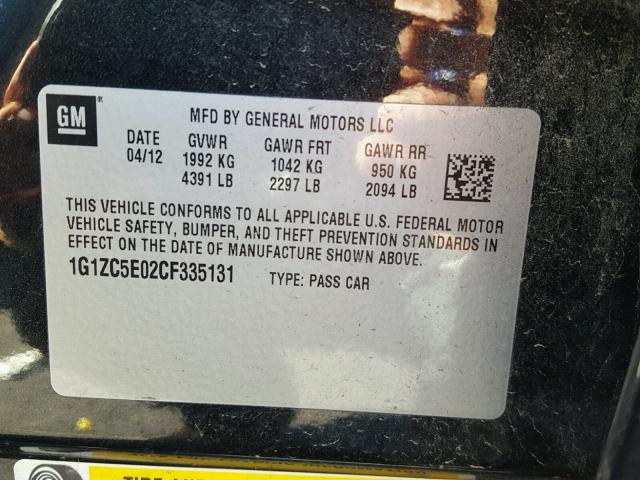 GM ®
MFD BY GENERAL MOTORS LLC
DATE GVWR GAWR FRT GAWR RR
04/12 1992 KG 1042 KG 950 KG
4391 LB 2297 LB 2094 LB
THIS VEHICLE CONFORMS TO ALL APPLICABLE U.S. FEDERAL MOTOR
VEHICLE SAFETY, BUMPER, AND THEFT PREVENTION STANDARDS IN
EFFECT ON THE DATE OF MANUFACTURE SHOWN ABOVE.
1G1ZC5E02CF335131 TYPE: PASS CAR
TIRE AND